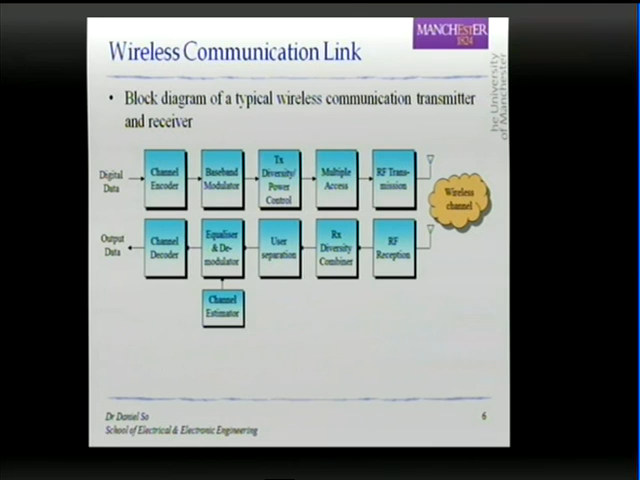 MANCHESTER
1824
Wireless Communication Link
he University
of Manchester
• Block diagram of a typical wireless communication transmitter
and receiver
Digital
Data
Channel
Encoder
Baseband
Modulator
Tx
Diversity/
Power
Control
Multiple
Access
RF Trans-
mission
Wireless
channel
Output
Data
Channel
Decoder
Equaliser
& De-
modulator
User
separation
Rx
Diversity
Combiner
RF
Reception
Channel
Estimator
Dr Daniel So
School of Electrical & Electronic Engineering
6